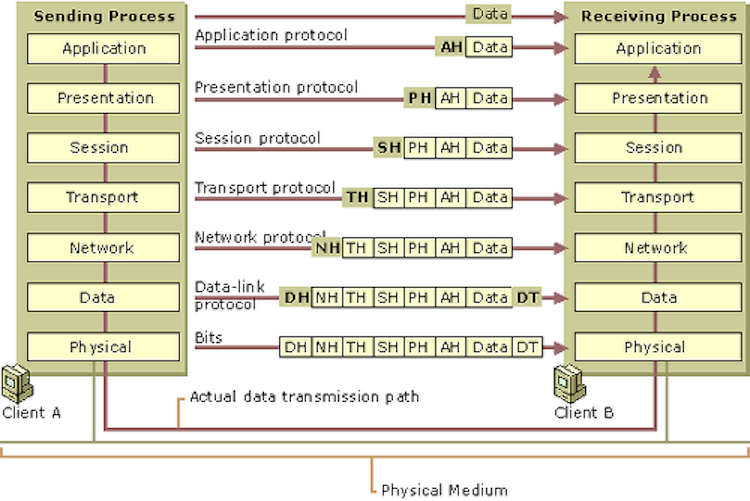 Sending Process
Data
Receiving Process
Application
Application protocol
AH Data
Application
Presentation
Presentation protocol
PH AH Data
Presentation
Session
Session protocol
SH PH AH Data
Session
Transport
Transport protocol
TH SH PH AH Data
Transport
Network
Network protocol
NH TH SH PH AH Data
Network
Data
Data-link
protocol
DH NH TH SH PH AH Data DT
Data
Physical
Bits
DH NH TH SH PH AH Data DT
Physical
Client A
Actual data transmission path
Client B
Physical Medium